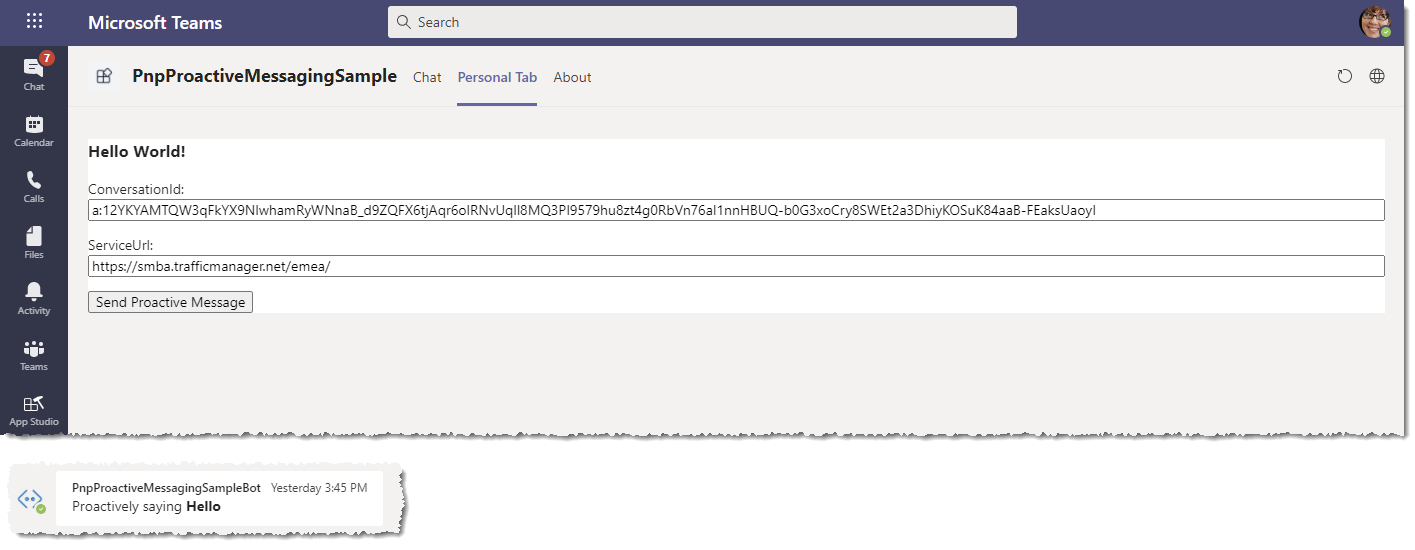 Microsoft Teams
Search
7
Chat
Calendar
Calls
Files
Activity
Teams
App Studio
PnpProactiveMessagingSample Chat Personal Tab About
Hello World!
ConversationId:
a:12YKYAMTQW3qFkYX9NIwhamRyWNnaB_d9ZQFX6tjAqr6oIRNvUqII8MQ3PI9579hu8zt4g0RbVn76aI1nnHBUQ-b0G3xoCry8SWEt2a3DhiyKOSuK84aaB-FEaksUaoyI
ServiceUrl:
https://smba.trafficmanager.net/emea/
Send Proactive Message
PnpProactiveMessagingSampleBot Yesterday 3:45 PM
Proactively saying Hello